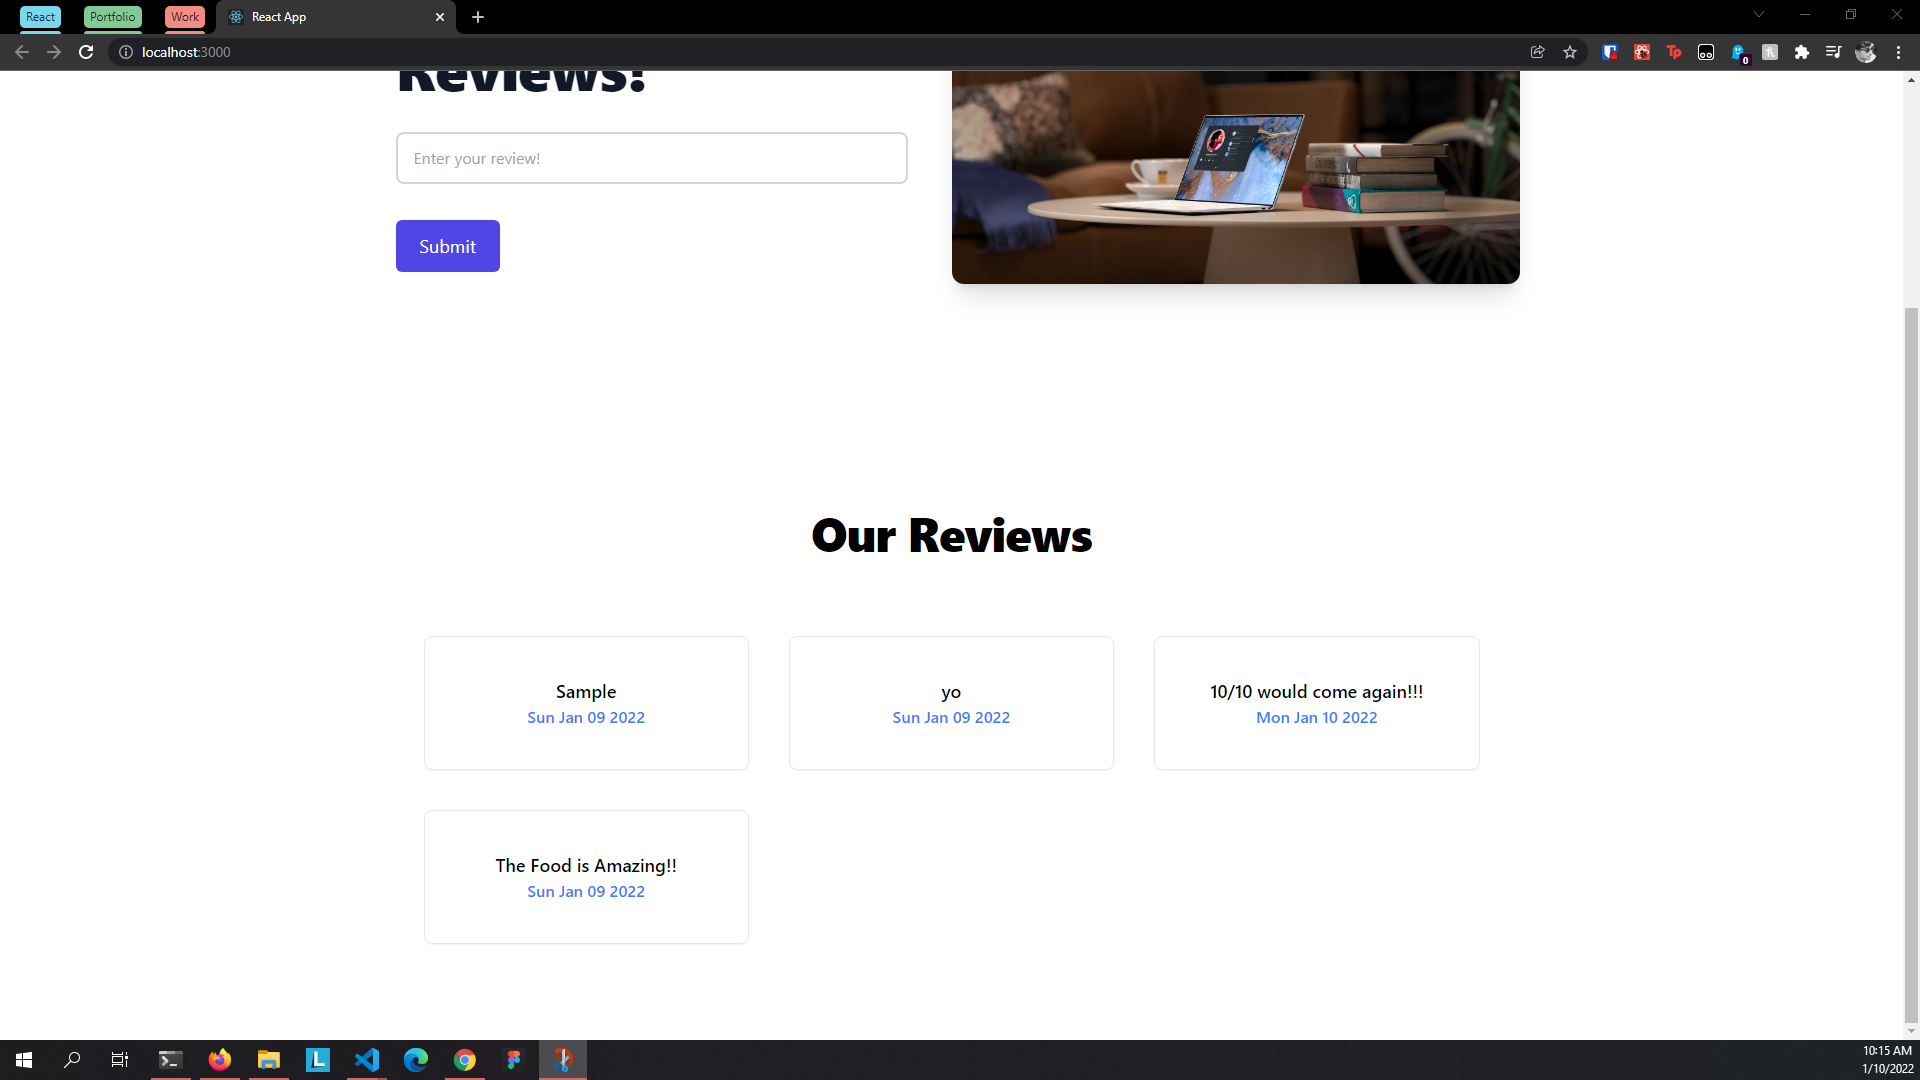 React
Portfolio
Work
React App
localhost:3000
Tp
0
Reviews!
Enter your review!
Submit
Our Reviews
Sample
Sun Jan 09 2022
yo
Sun Jan 09 2022
10/10 would come again!!!
Mon Jan 10 2022
The Food is Amazing!!
Sun Jan 09 2022
L
10:15 AM
1/10/2022